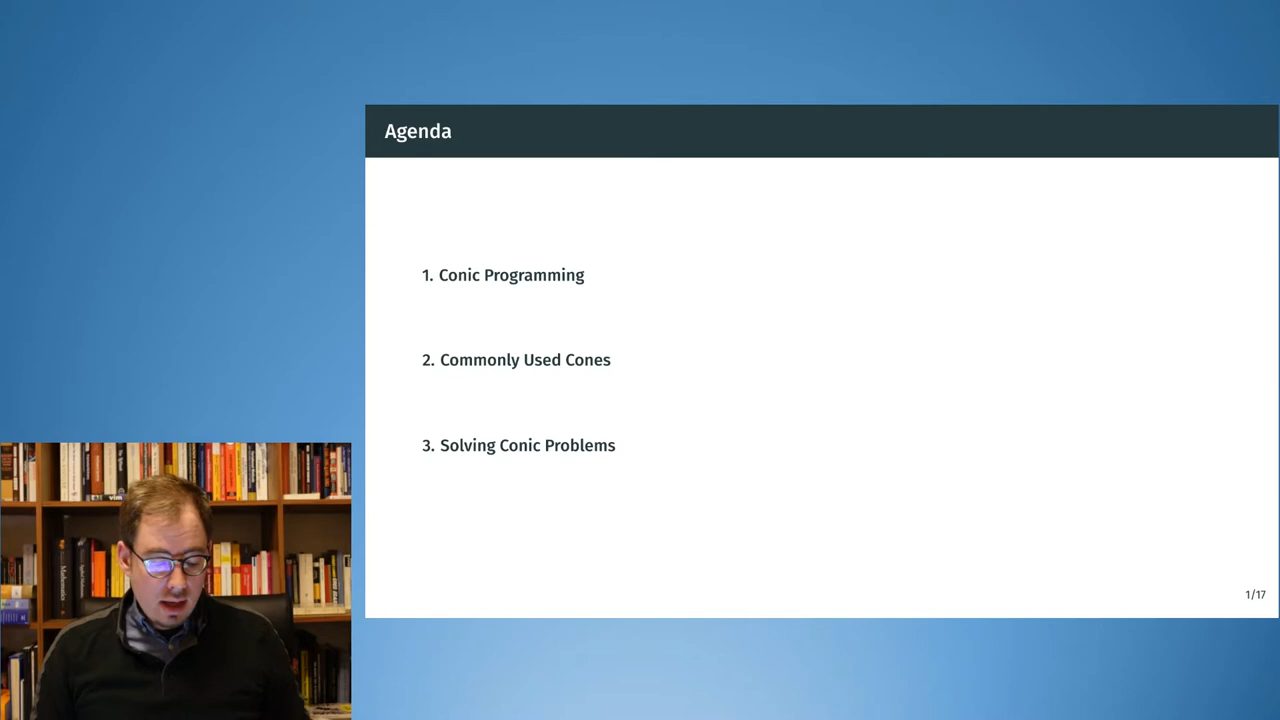 Agenda
1. Conic Programming
2. Commonly Used Cones
3. Solving Conic Problems
1/17